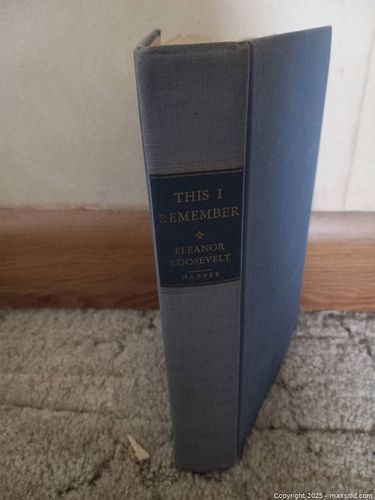 THIS I
REMEMBER
ELEANOR
ROOSEVELT
HARPER
Copyright 2025 - maxsold.com